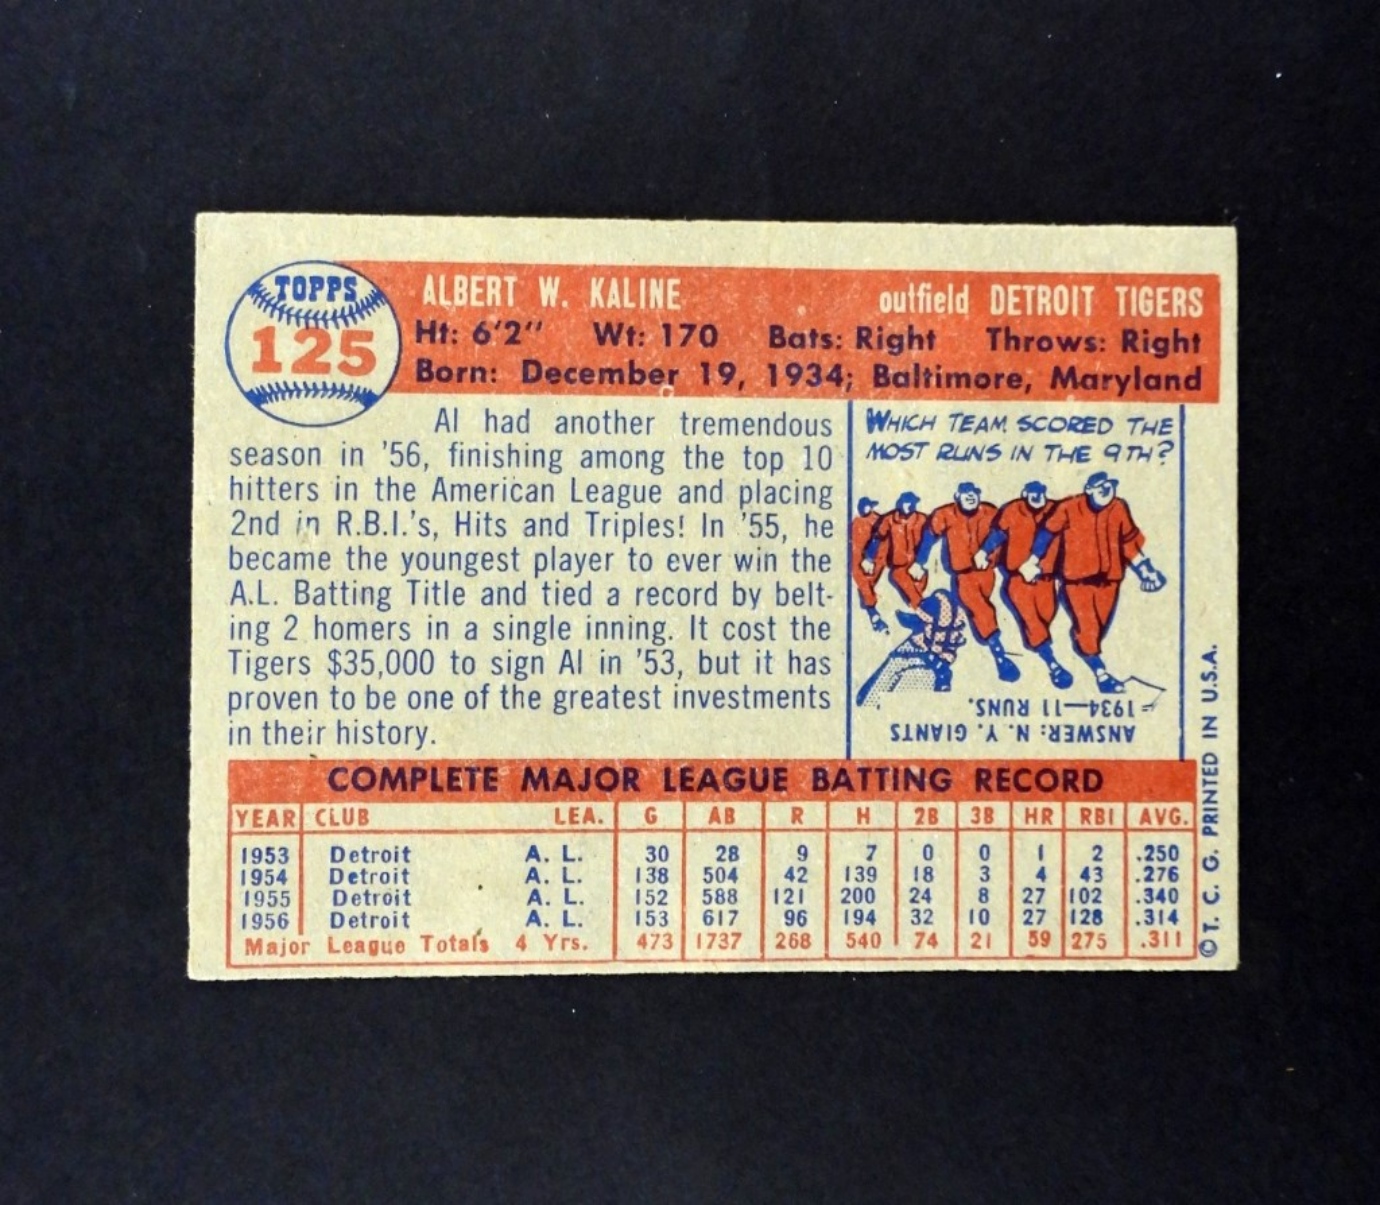 TOPPS
125
ALBERT W. KALINE outfield DETROIT TIGERS
Ht: 6'2" Wt: 170 Bats: Right Throws: Right
Born: December 19, 1934; Baltimore, Maryland
Al had another tremendous
season in '56, finishing among the top 10
hitters in the American League and placing
2nd in R.B.I.'s, Hits and Triples! In '55, he
became the youngest player to ever win the
A.L. Batting Title and tied a record by belt-
ing 2 homers in a single inning. It cost the
Tigers $35,000 to sign Al in '53, but it has
proven to be one of the greatest investments
in their history.
WHICH TEAM SCORED THE
MOST RUNS IN THE 9TH?
ANSWER: N. Y. GIANTS
—1934—11 RUNS.
COMPLETE MAJOR LEAGUE BATTING RECORD
YEAR CLUB LEA. G AB R H 2B 3B HR RBI AVG.
1953 Detroit A. L. 30 28 9 7 0 0 1 2 .250
1954 Detroit A. L. 138 504 42 139 18 3 4 43 .276
1955 Detroit A. L. 152 588 121 200 24 8 27 102 .340
1956 Detroit A. L. 153 617 96 194 32 10 27 128 .314
Major League Totals 4 Yrs. 473 1737 268 540 74 21 59 275 .311
© T. C. G. PRINTED IN U.S.A.